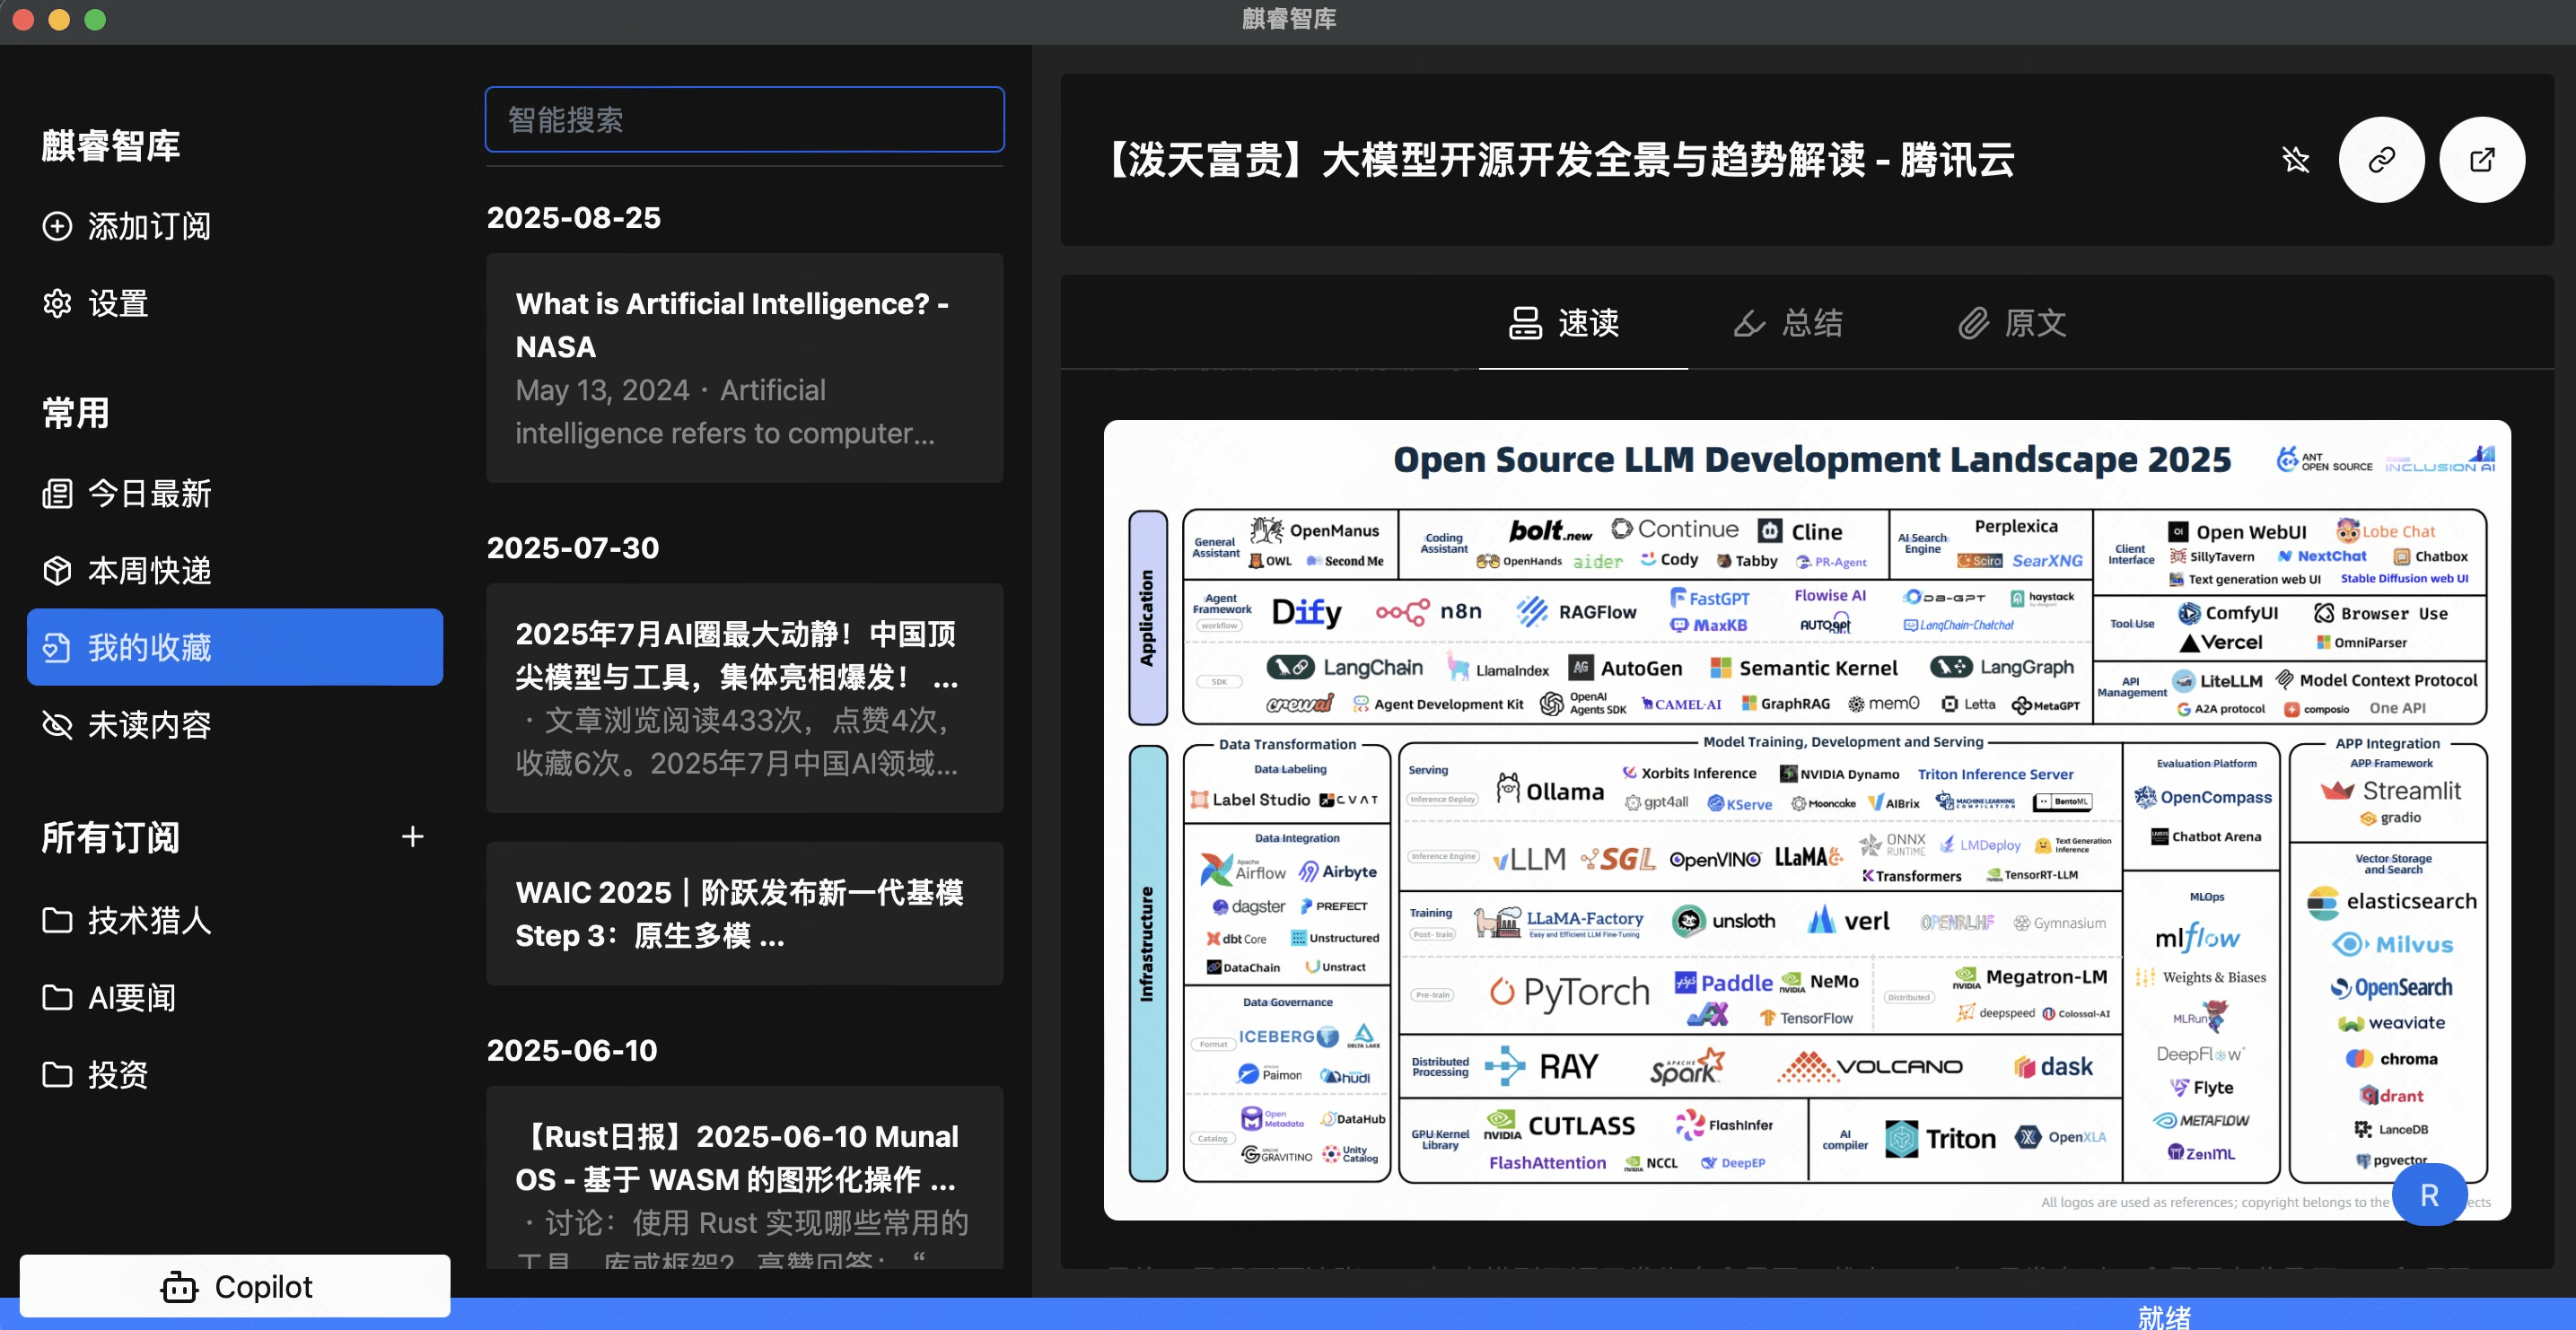 麒睿智库
麒睿智库
添加订阅
设置
常用
今日最新
本周快递
我的收藏
未读内容
所有订阅
技术猎人
AI要闻
投资
Copilot
智能搜索
2025-08-25
What is Artificial Intelligence? -
NASA
May 13, 2024 · Artificial
intelligence refers to computer...
2025-07-30
2025年7月AI圈最大动静！中国顶
尖模型与工具，集体亮相爆发！ ...
· 文章浏览阅读433次，点赞4次，
收藏6次。2025年7月中国AI领域...
WAIC 2025｜阶跃发布新一代基模
Step 3：原生多模 ...
2025-06-10
【Rust日报】2025-06-10 Munal
OS - 基于 WASM 的图形化操作 ...
· 讨论：使用 Rust 实现哪些常用的
工具、库或框架？高赞回答：“
【泼天富贵】大模型开源开发全景与趋势解读 - 腾讯云
速读 总结 原文
Open Source LLM Development Landscape 2025
ANT OPEN SOURCE
INCLUSION AI
Application
General Assistant
OpenManus
OWL Second Me
Coding Assistant
bolt.new Continue Cline
OpenHands aider Cody Tabby PR-Agent
AI Search Engine
Perplexica
Scira SearXNG
Client Interface
Open WebUI Lobe Chat
SillyTavern NextChat Chatbox
Text generation web UI Stable Diffusion web UI
Agent Framework
workflow
Dify n8n RAGFlow FastGPT Flowise AI DB-GPT haystack
MaxKB AUTOgpt LangChain-Chatchat
Tool Use
ComfyUI Browser Use
Vercel OmniParser
SDK
LangChain LlamaIndex AutoGen Semantic Kernel LangGraph
crewai Agent Development Kit OpenAI Agents SDK CAMEL-AI GraphRAG mem0 Letta MetaGPT
API Management
LiteLLM Model Context Protocol
A2A protocol composio One API
Infrastructure
Data Transformation
Data Labeling
Label Studio CVAT
Data Integration
Apache Airflow Airbyte
dagster PREFECT
dbt Core Unstructured
DataChain Unstract
Data Governance
Format
ICEBERG DELTA LAKE
Paimon hudi
Catalog
Open Metadata DataHub
APACHE GRAVITINO Unity Catalog
Model Training, Development and Serving
Serving
Inference Deploy
Ollama Xorbits Inference NVIDIA Dynamo Triton Inference Server
gpt4all KServe Mooncake AIBrix MACHINE LEARNING COMPILATION BentoML
Inference Engine
vLLM SGL OpenVINO LLaMA ONNX RUNTIME LMDeploy Text Generation Inference
Transformers TensorRT-LLM
Training
Post-train
LLaMA-Factory
Easy and Efficient LLM Fine-Tuning
unsloth verl OPENRLHF Gymnasium
Pre-train
PyTorch Paddle NVIDIA NeMo
JAX TensorFlow
Distributed
NVIDIA Megatron-LM
deepspeed Colossal-AI
Distributed Processing
RAY APACHE Spark VOLCANO dask
GPU Kernel Library
NVIDIA CUTLASS FlashInfer
FlashAttention NCCL DeepEP
AI compiler
Triton OpenXLA
Evaluation Platform
OpenCompass
LMSYS Chatbot Arena
MLOps
mlflow
Weights & Biases
MLRun
DeepFlow
Flyte
METAFLOW
ZenML
APP Integration
APP Framework
Streamlit
gradio
Vector Storage and Search
elasticsearch
Milvus
OpenSearch
weaviate
chroma
qdrant
LanceDB
pgvector
All logos are used as references; copyright belongs to the
ects
R
就绪